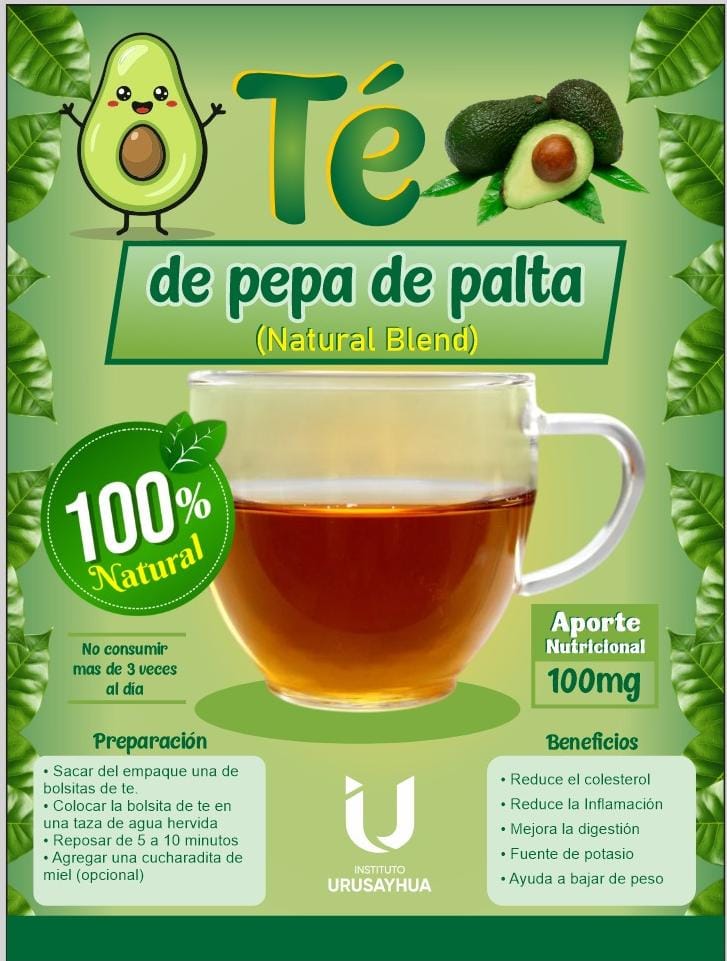 Té
de pepa de palta
(Natural Blend)
100%
Natural
No consumir
mas de 3 veces
al día
Aporte
Nutricional
100mg
Preparación
• Sacar del empaque una de
bolsitas de te.
• Colocar la bolsita de te en
una taza de agua hervida
• Reposar de 5 a 10 minutos
• Agregar una cucharadita de
miel (opcional)
INSTITUTO
URUSAYHUA
Beneficios
• Reduce el colesterol
• Reduce la Inflamación
• Mejora la digestión
• Fuente de potasio
• Ayuda a bajar de peso